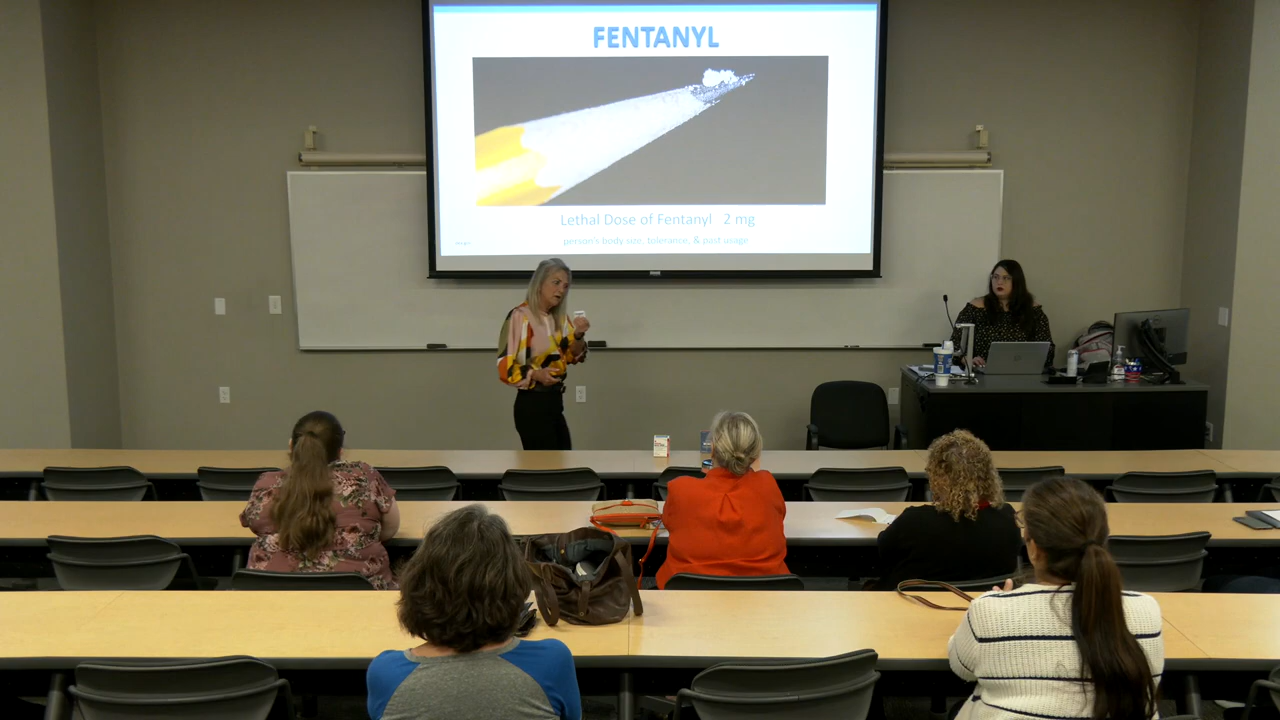 FENTANYL
Lethal Dose of Fentanyl 2 mg
person's body size, tolerance, & past usage